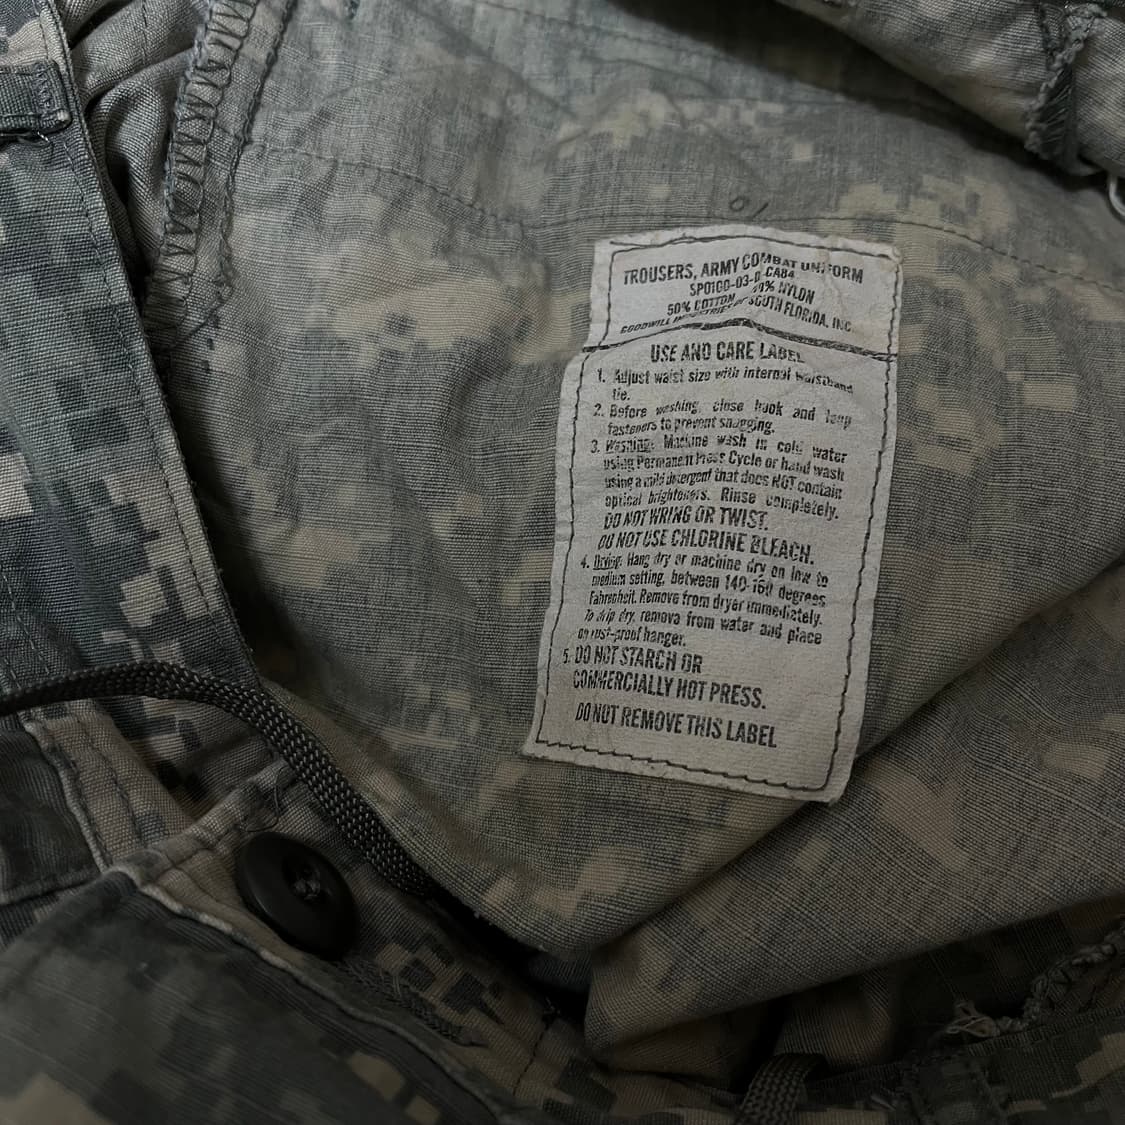 01
TROUSERS, ARMY COMBAT UNIFORM
SPO100-03-D-CA84
50% COTTON 50% NYLON
GOODWILL INDUSTRIES OF SOUTH FLORIDA, INC.
USE AND CARE LABEL
1. Adjust waist size with internal waistband
tie.
2. Before washing, close hook and loop
fasteners to prevent snagging.
3. Washing: Machine wash in cold water
using Permanent Press Cycle or hand wash
using a mild detergent that does NOT contain
optical brighteners. Rinse completely.
DO NOT WRING OR TWIST.
DO NOT USE CHLORINE BLEACH.
4. Drying: Hang dry or machine dry on low to
medium setting, between 140-160 degrees
Fahrenheit. Remove from dryer immediately.
To drip dry, remove from water and place
on rust-proof hanger.
5. DO NOT STARCH OR
COMMERCIALLY HOT PRESS.
DO NOT REMOVE THIS LABEL